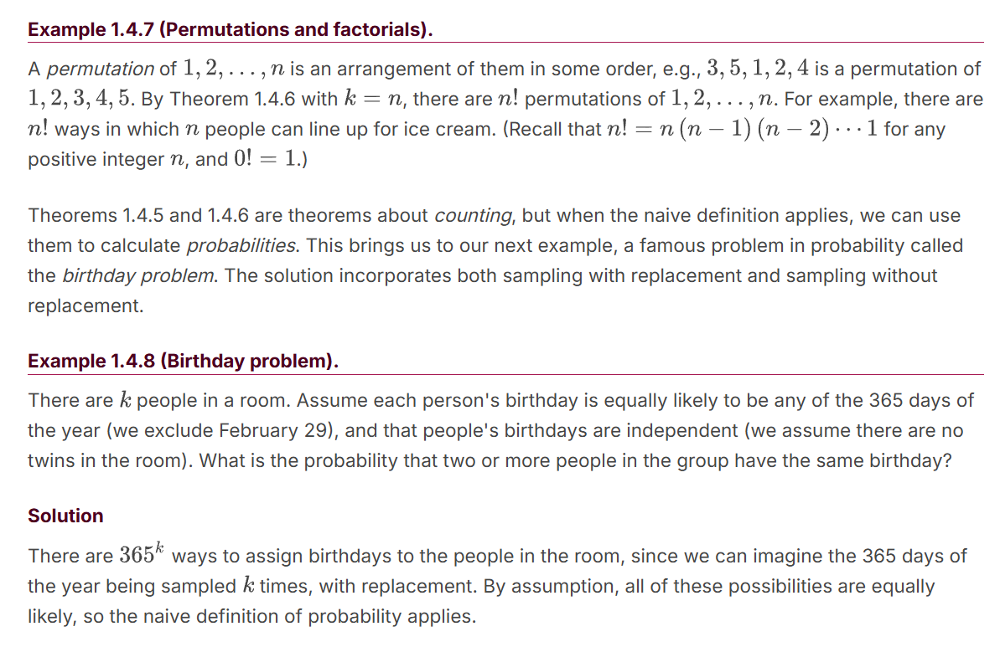 Example 1.4.7 (Permutations and factorials).
A permutation of 1, 2, . . . , n is an arrangement of them in some order, e.g., 3, 5, 1, 2, 4 is a permutation of
1, 2, 3, 4, 5. By Theorem 1.4.6 with k = n, there are n! permutations of 1, 2, . . . , n. For example, there are
n! ways in which n people can line up for ice cream. (Recall that n! = n (n − 1) (n − 2) ⋯ 1 for any
positive integer n, and 0! = 1.)
Theorems 1.4.5 and 1.4.6 are theorems about counting, but when the naive definition applies, we can use
them to calculate probabilities. This brings us to our next example, a famous problem in probability called
the birthday problem. The solution incorporates both sampling with replacement and sampling without
replacement.
Example 1.4.8 (Birthday problem).
There are k people in a room. Assume each person's birthday is equally likely to be any of the 365 days of
the year (we exclude February 29), and that people's birthdays are independent (we assume there are no
twins in the room). What is the probability that two or more people in the group have the same birthday?
Solution
There are 365^k ways to assign birthdays to the people in the room, since we can imagine the 365 days of
the year being sampled k times, with replacement. By assumption, all of these possibilities are equally
likely, so the naive definition of probability applies.